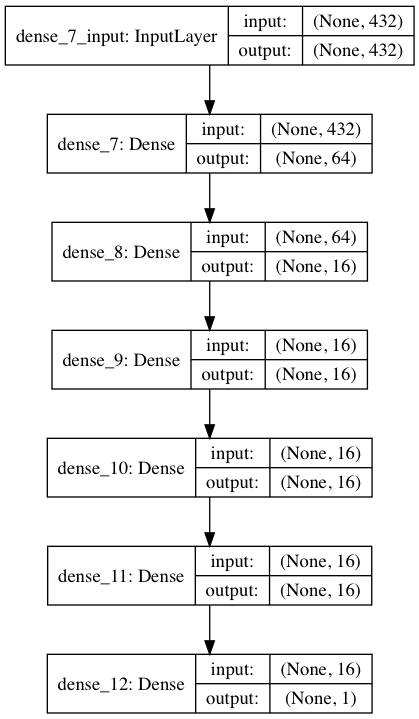 dense_7_input: InputLayer
input: (None, 432)
output: (None, 432)
dense_7: Dense
input: (None, 432)
output: (None, 64)
dense_8: Dense
input: (None, 64)
output: (None, 16)
dense_9: Dense
input: (None, 16)
output: (None, 16)
dense_10: Dense
input: (None, 16)
output: (None, 16)
dense_11: Dense
input: (None, 16)
output: (None, 16)
dense_12: Dense
input: (None, 16)
output: (None, 1)